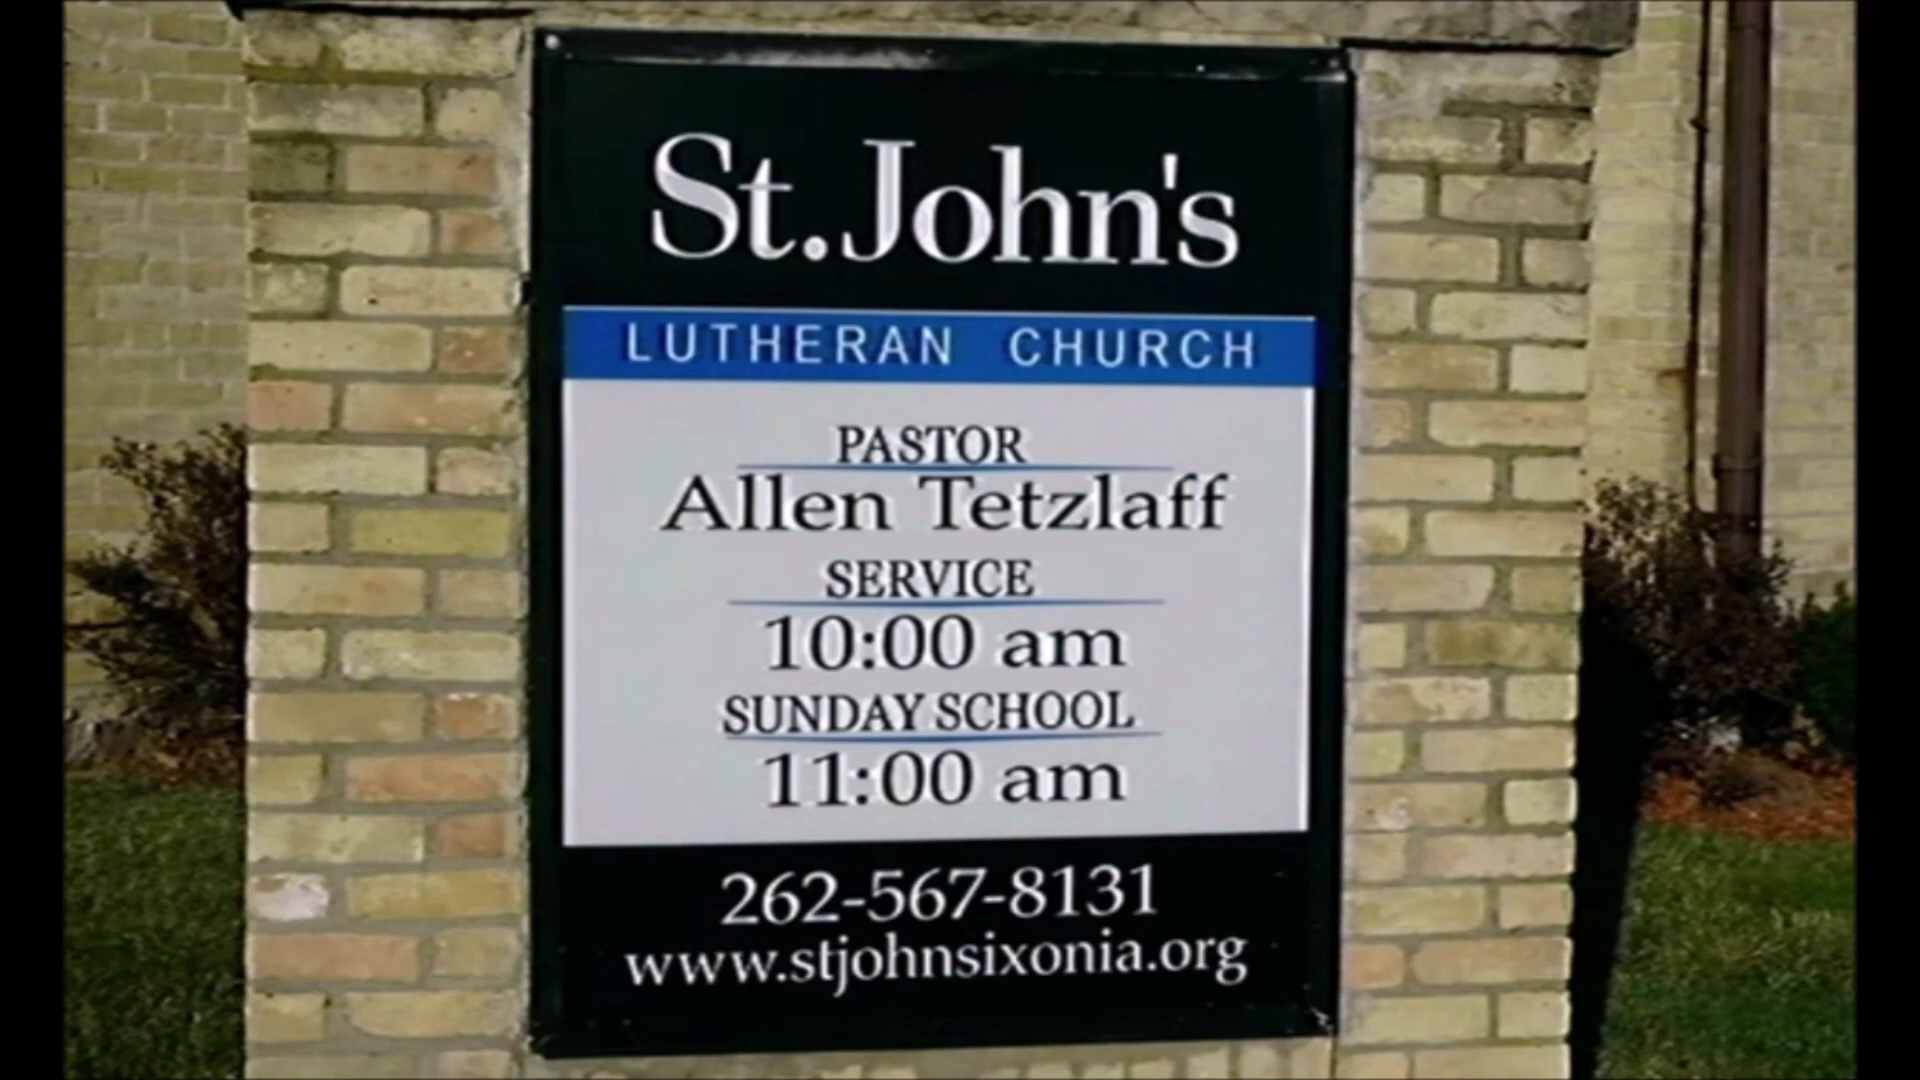 St. John's
LUTHERAN CHURCH
PASTOR
Allen Tetzlaff
SERVICE
10:00 am
SUNDAY SCHOOL
11:00 am
262-567-8131
www.stjohnsixonia.org